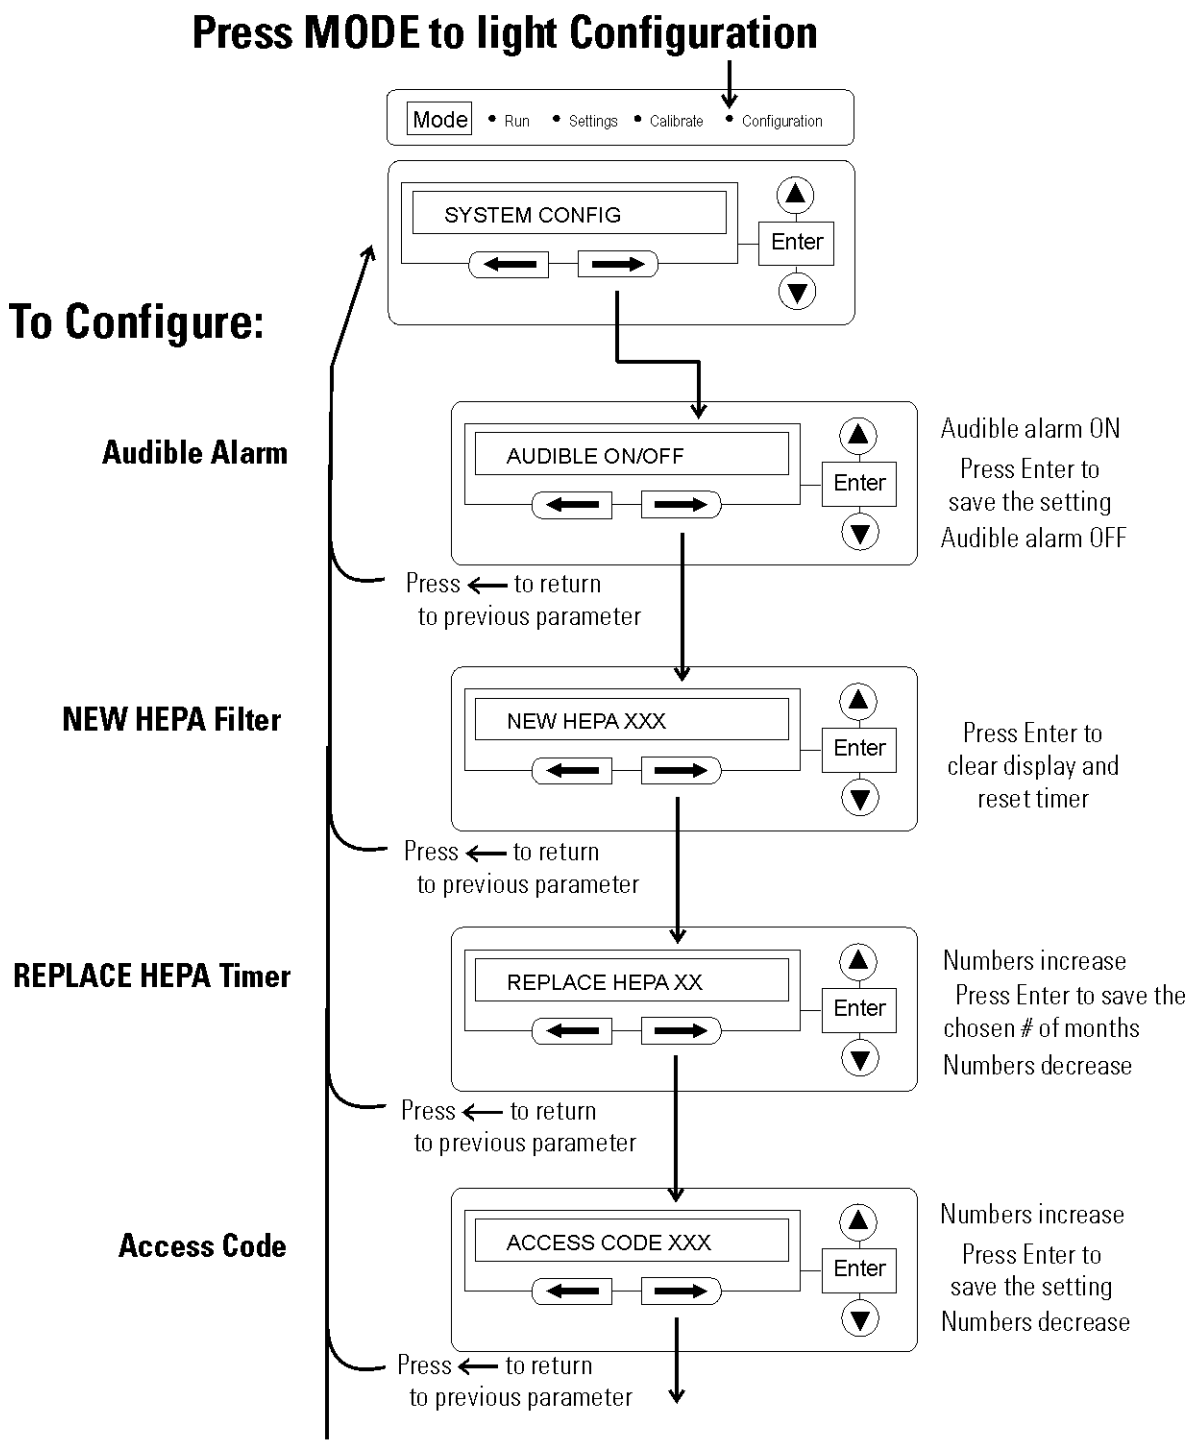 Press MODE to light Configuration
Mode • Run • Settings • Calibrate • Configuration
SYSTEM CONFIG
Enter
To Configure:
Audible Alarm
AUDIBLE ON/OFF
Enter
Audible alarm ON
Press Enter to
save the setting
Audible alarm OFF
Press ← to return
to previous parameter
NEW HEPA Filter
NEW HEPA XXX
Enter
Press Enter to
clear display and
reset timer
Press ← to return
to previous parameter
REPLACE HEPA Timer
REPLACE HEPA XX
Enter
Numbers increase
Press Enter to save the
chosen # of months
Numbers decrease
Press ← to return
to previous parameter
Access Code
ACCESS CODE XXX
Enter
Numbers increase
Press Enter to
save the setting
Numbers decrease
Press ← to return
to previous parameter